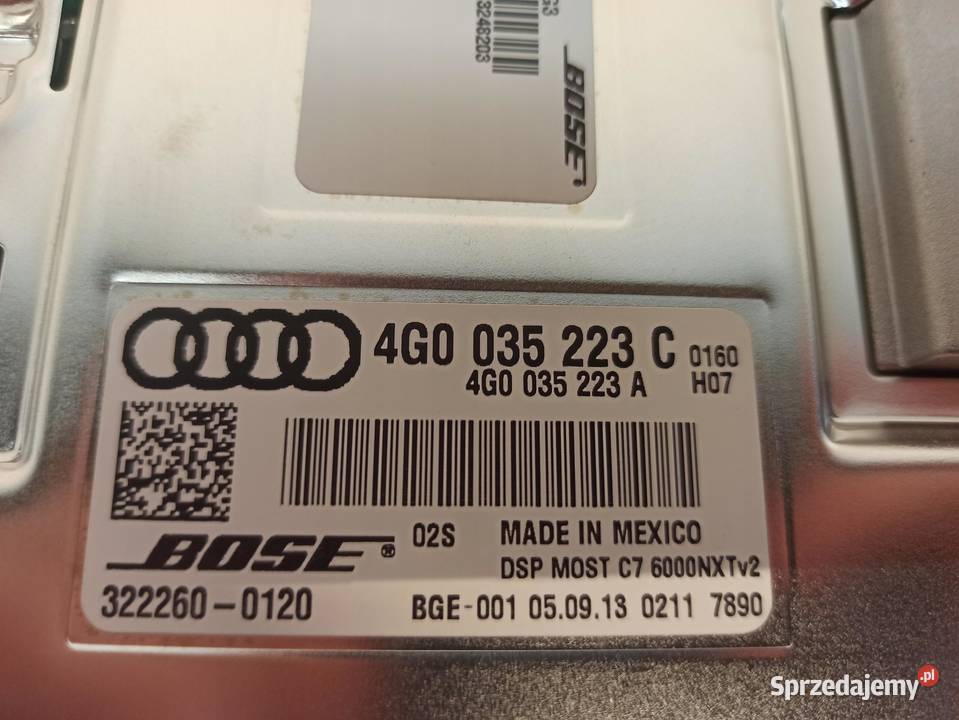 3248203
BOSE
4G0 035 223 C 0160
4G0 035 223 A H07
BOSE® 02S MADE IN MEXICO
DSP MOST C7 6000NXTv2
322260-0120 BGE-001 05.09.13 0211 7890
Sprzedajemy.pl